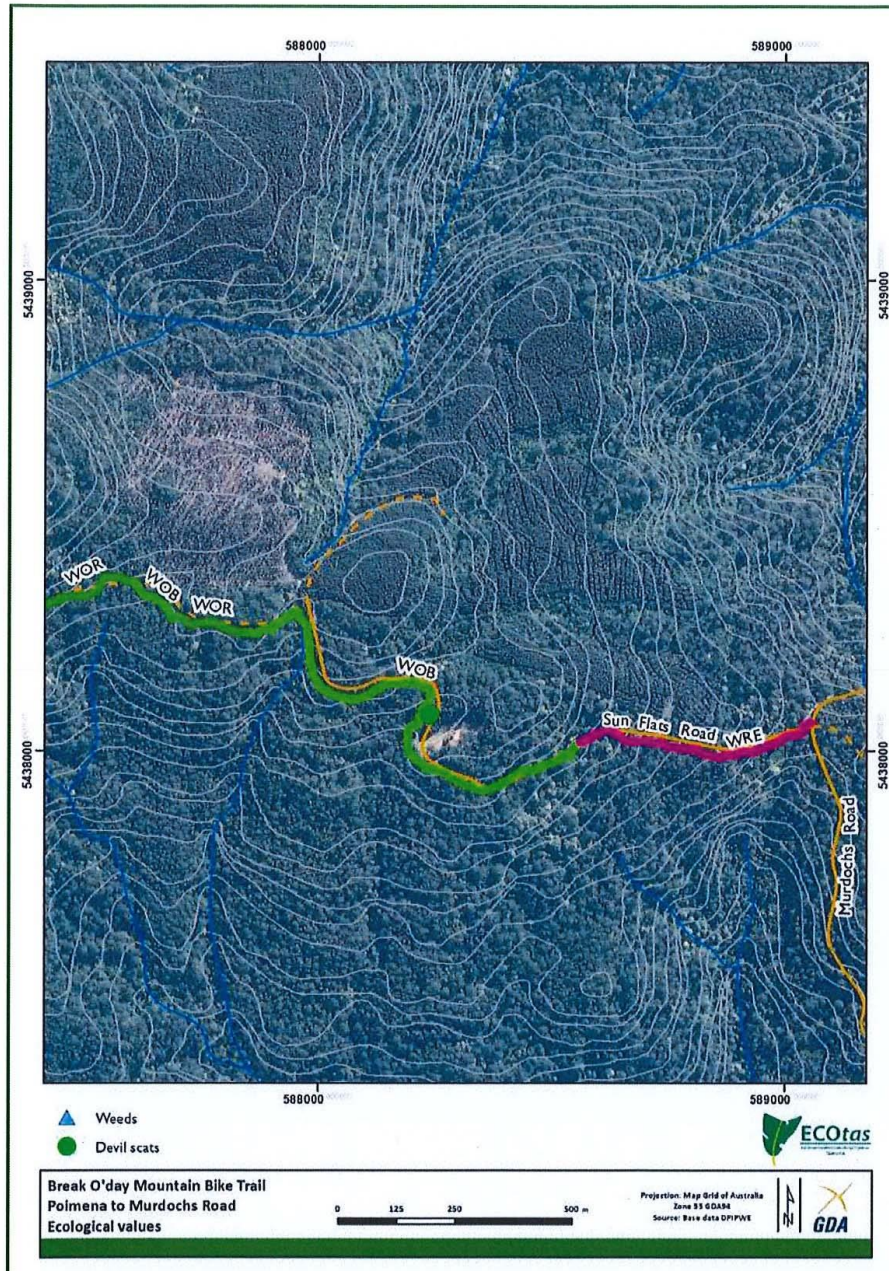 588000
589000
5439000
5439000
WOR
WOB
WOR
WOB
Sun Flats Road
WRE
5438000
5438000
Murdochs Road
588000
589000
Weeds
Devil scats
ECOtas
Break O'day Mountain Bike Trail
Poimena to Murdochs Road
Ecological values
0 125 250 500 m
Projection: Map Grid of Australia
Zone 55 GDA94
Source: Base data DPIPWE
N
GDA